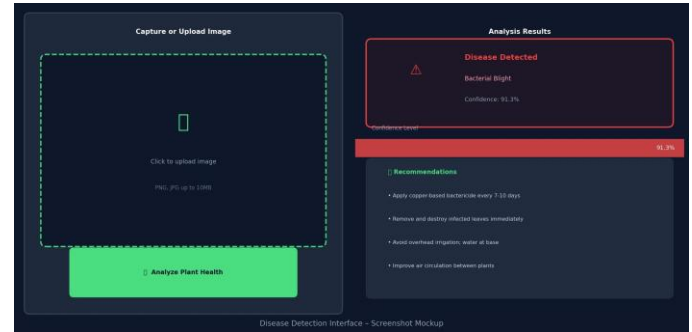 Capture or Upload Image
Click to upload image
PNG, JPG up to 10MB
Analyze Plant Health
Analysis Results
Disease Detected
Bacterial Blight
Confidence: 91.3%
Confidence Level
91.3%
Recommendations
• Apply copper-based bactericide every 7-10 days
• Remove and destroy infected leaves immediately
• Avoid overhead irrigation; water at base
• Improve air circulation between plants
Disease Detection Interface – Screenshot Mockup